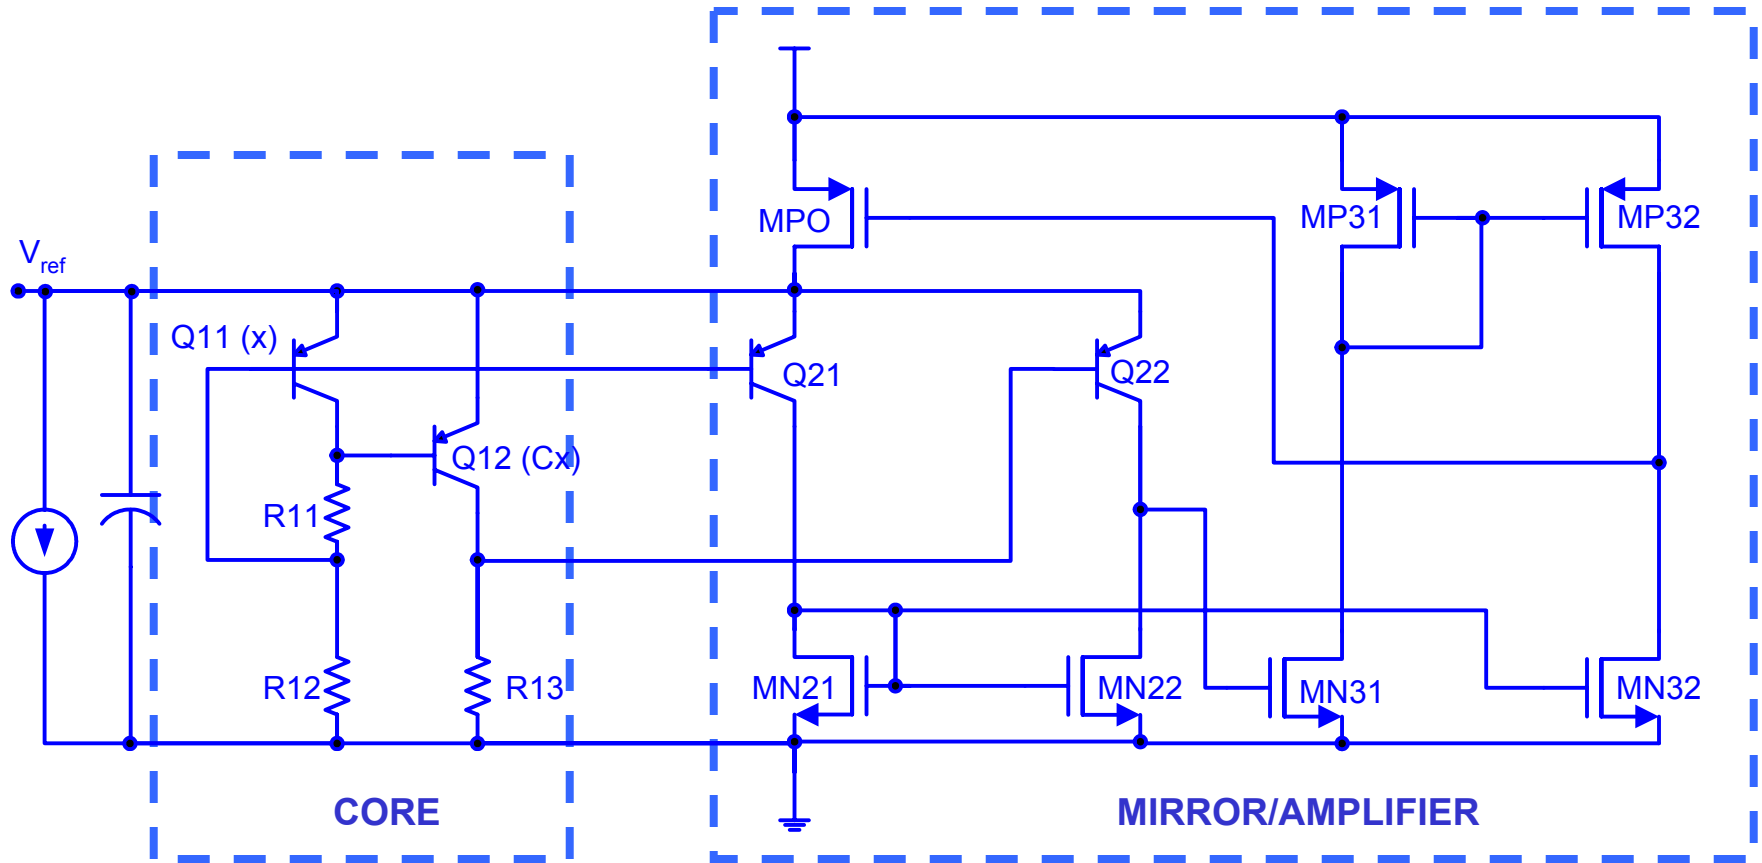 MPO
MP31
MP32
Vref
Q11 (x)
Q21
Q22
Q12 (Cx)
R11
R12
R13
MN21
MN22
MN31
MN32
CORE
MIRROR/AMPLIFIER